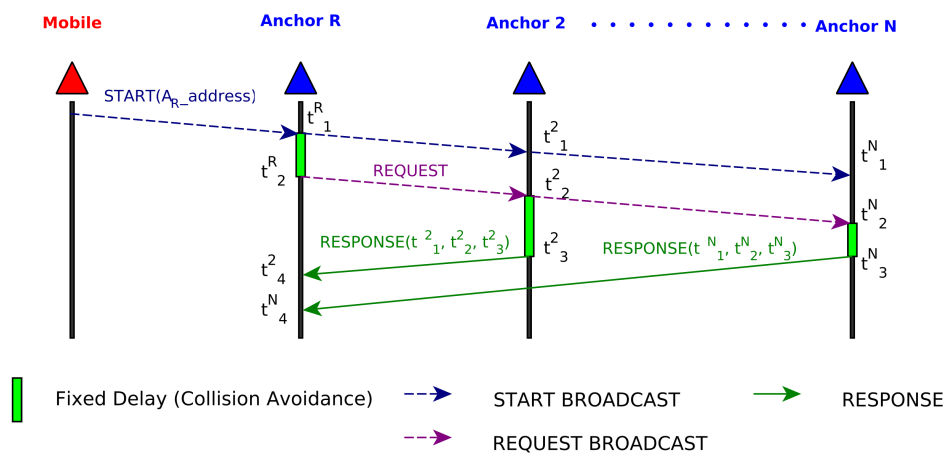 Mobile
Anchor R
Anchor 2
Anchor N
START(A_R_address)
t^R_1
t^2_1
t^N_1
t^R_2
REQUEST
t^2_2
t^N_2
RESPONSE(t^2_1, t^2_2, t^2_3)
t^2_3
RESPONSE(t^N_1, t^N_2, t^N_3)
t^N_3
t^2_4
t^N_4
Fixed Delay (Collision Avoidance)
START BROADCAST
RESPONSE
REQUEST BROADCAST